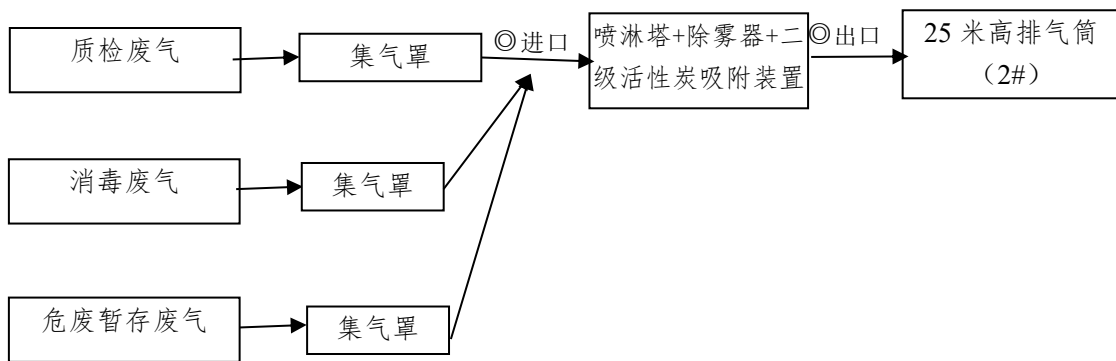 质检废气
集气罩
◎进口
喷淋塔+除雾器+二
级活性炭吸附装置
◎出口
25 米高排气筒
（2#）
消毒废气
集气罩
危废暂存废气
集气罩